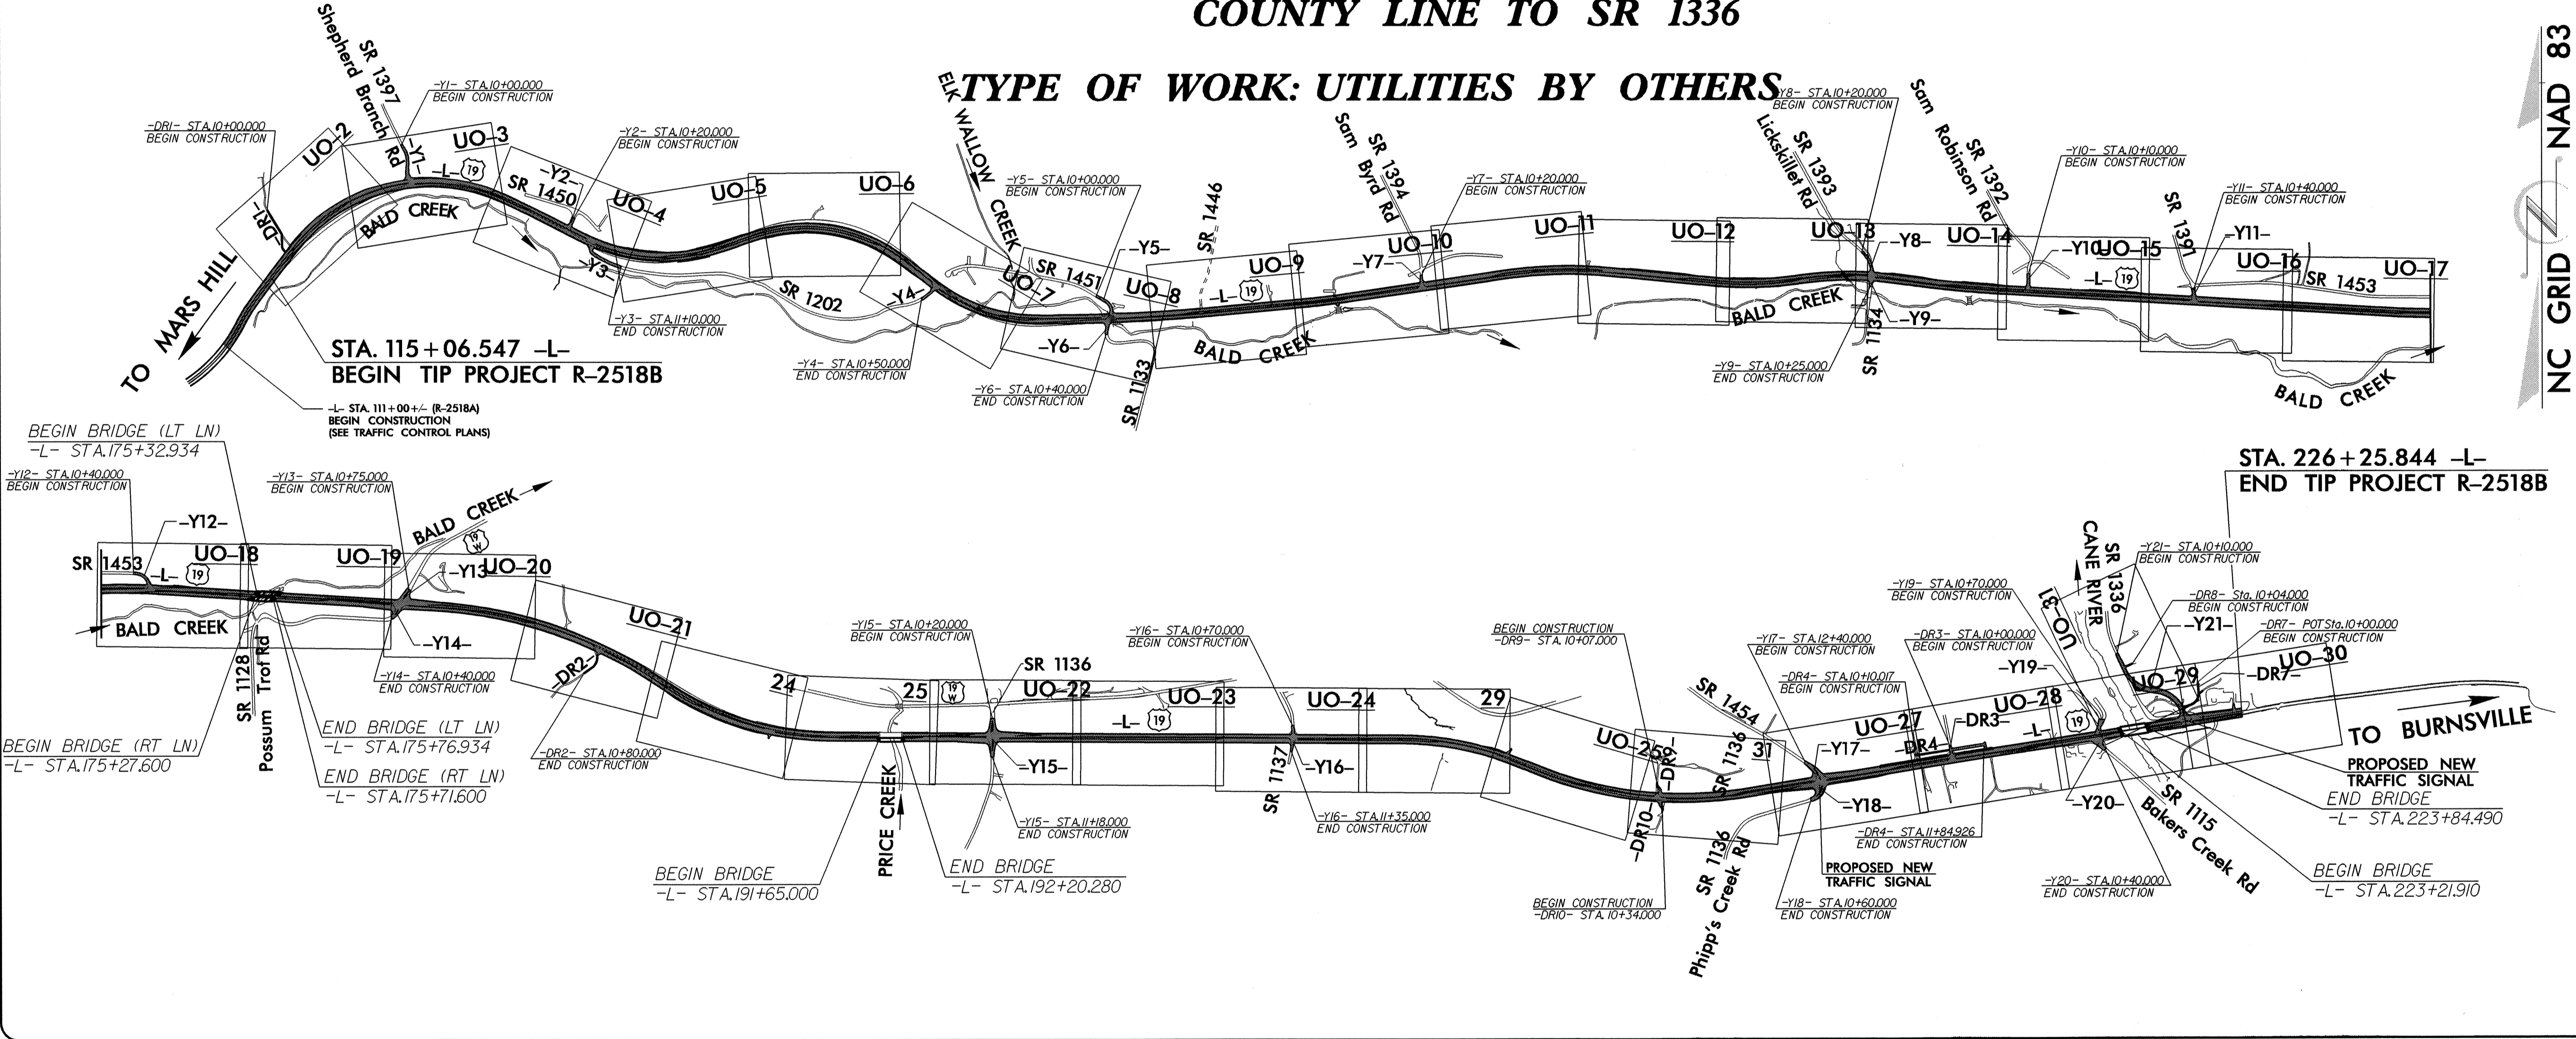 COUNTY LINE TO SR 1336
TYPE OF WORK: UTILITIES BY OTHERS
NC GRID NAD 83
SR 1397
Shepherd Branch Rd
-Y1- STA.10+00.000
BEGIN CONSTRUCTION
-DR1- STA.10+00.000
BEGIN CONSTRUCTION
UO-2
-Y1-
UO-3
-L- 19
-DR1-
BALD CREEK
-Y2- STA.10+20.000
BEGIN CONSTRUCTION
-Y2-
SR 1450
UO-4
UO-5
UO-6
-Y3-
-Y3- STA.11+10.000
END CONSTRUCTION
SR 1202
-Y4-
-Y4- STA.10+50.000
END CONSTRUCTION
ELK WALLOW CREEK
-Y5- STA.10+00.000
BEGIN CONSTRUCTION
-Y5-
SR 1451
UO-7
UO-8
-Y6-
-Y6- STA.10+40.000
END CONSTRUCTION
SR 1133
SR 1446
-L- 19
UO-9
BALD CREEK
SR 1394
Sam Byrd Rd
-Y7- STA.10+20.000
BEGIN CONSTRUCTION
-Y7-
UO-10
UO-11
UO-12
-Y8- STA.10+20.000
BEGIN CONSTRUCTION
SR 1393
Lickskillet Rd
UO-13
-Y8-
UO-14
BALD CREEK
-Y9-
SR 1134
-Y9- STA.10+25.000
END CONSTRUCTION
SR 1392
Sam Robinson Rd
-Y10- STA.10+10.000
BEGIN CONSTRUCTION
-Y10-
UO-15
-L- 19
SR 1391
-Y11- STA.10+40.000
BEGIN CONSTRUCTION
-Y11-
UO-16
SR 1453
UO-17
BALD CREEK
TO MARS HILL
STA. 115+06.547 -L-
BEGIN TIP PROJECT R-2518B
-L- STA. 111+00+/- (R-2518A)
BEGIN CONSTRUCTION
(SEE TRAFFIC CONTROL PLANS)
BEGIN BRIDGE (LT LN)
-L- STA.175+32.934
-Y12- STA.10+40.000
BEGIN CONSTRUCTION
-Y12-
SR 1453
-L- 19
UO-18
BALD CREEK
-Y13- STA.10+75.000
BEGIN CONSTRUCTION
BALD CREEK
19 W
UO-19
-Y13-
UO-20
-Y14-
-Y14- STA.10+40.000
END CONSTRUCTION
SR 1128
Possum Trof Rd
BEGIN BRIDGE (RT LN)
-L- STA.175+27.600
END BRIDGE (LT LN)
-L- STA.175+76.934
END BRIDGE (RT LN)
-L- STA.175+71.600
UO-21
-DR2-
-DR2- STA.10+80.000
END CONSTRUCTION
24
25
19 W
-Y15- STA.10+20.000
BEGIN CONSTRUCTION
SR 1136
UO-22
PRICE CREEK
-Y15-
-Y15- STA.11+18.000
END CONSTRUCTION
BEGIN BRIDGE
-L- STA.191+65.000
END BRIDGE
-L- STA.192+20.280
-Y16- STA.10+70.000
BEGIN CONSTRUCTION
UO-23
-L- 19
UO-24
SR 1137
-Y16-
-Y16- STA.11+35.000
END CONSTRUCTION
29
BEGIN CONSTRUCTION
-DR9- STA. 10+07.000
UO-25
-DR9-
-DR10-
BEGIN CONSTRUCTION
-DR10- STA. 10+34.000
SR 1454
SR 1136
31
-Y17- STA.12+40.000
BEGIN CONSTRUCTION
-Y17-
-Y18-
SR 1136
Phipp's Creek Rd
PROPOSED NEW
TRAFFIC SIGNAL
-Y18- STA.10+60.000
END CONSTRUCTION
-DR4- STA.10+10.017
BEGIN CONSTRUCTION
UO-27
-DR4
-DR4- STA.11+84.926
END CONSTRUCTION
-DR3- STA.10+00.000
BEGIN CONSTRUCTION
-DR3-
UO-28
-L- 19
-Y19- STA.10+70.000
BEGIN CONSTRUCTION
-Y19-
UO-31
CANE RIVER
SR 1336
-Y21- STA.10+10.000
BEGIN CONSTRUCTION
-DR8- Sta. 10+04.000
BEGIN CONSTRUCTION
-Y21-
-DR7- POTSta.10+00.000
BEGIN CONSTRUCTION
UO-29
UO-30
-DR7-
STA. 226+25.844 -L-
END TIP PROJECT R-2518B
TO BURNSVILLE
-Y20-
-Y20- STA.10+40.000
END CONSTRUCTION
SR 1115
Bakers Creek Rd
PROPOSED NEW
TRAFFIC SIGNAL
END BRIDGE
-L- STA.223+84.490
BEGIN BRIDGE
-L- STA.223+21.910